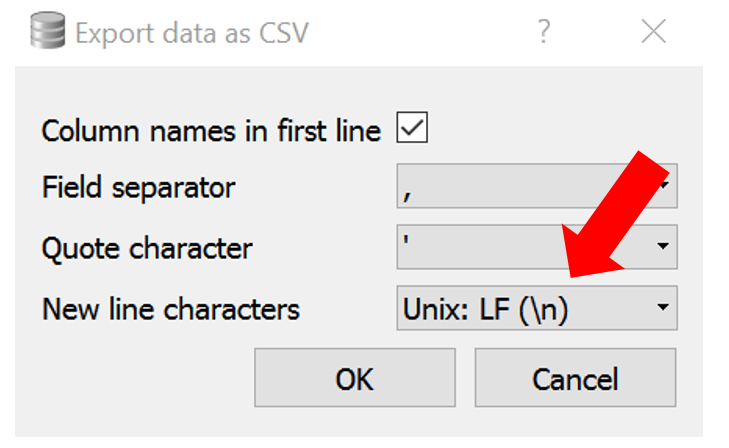 Export data as CSV ?
Column names in first line
Field separator ,
Quote character '
New line characters Unix: LF (\n)
OK Cancel